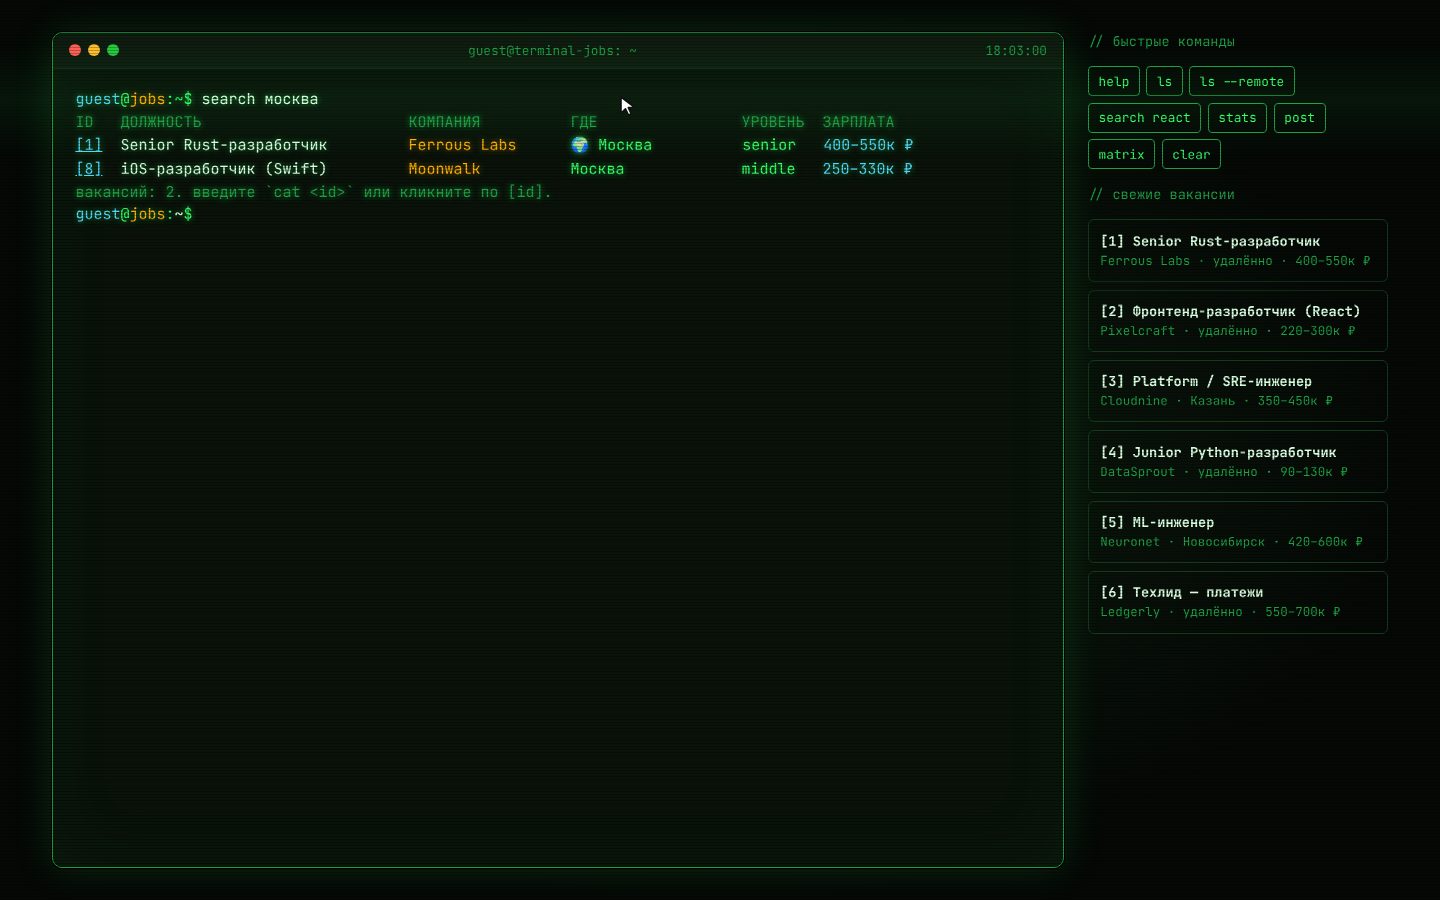 guest@terminal-jobs: ~
18:03:00
guest@jobs:~$ search москва
ID ДОЛЖНОСТЬ КОМПАНИЯ ГДЕ УРОВЕНЬ ЗАРПЛАТА
[1] Senior Rust-разработчик Ferrous Labs 🌍 Москва senior 400–550к ₽
[8] iOS-разработчик (Swift) Moonwalk Москва middle 250–330к ₽
вакансий: 2. введите `cat <id>` или кликните по [id].
guest@jobs:~$
// быстрые команды
help ls ls --remote
search react stats post
matrix clear
// свежие вакансии
[1] Senior Rust-разработчик
Ferrous Labs · удалённо · 400–550к ₽
[2] Фронтенд-разработчик (React)
Pixelcraft · удалённо · 220–300к ₽
[3] Platform / SRE-инженер
Cloudnine · Казань · 350–450к ₽
[4] Junior Python-разработчик
DataSprout · удалённо · 90–130к ₽
[5] ML-инженер
Neuronet · Новосибирск · 420–600к ₽
[6] Техлид — платежи
Ledgerly · удалённо · 550–700к ₽